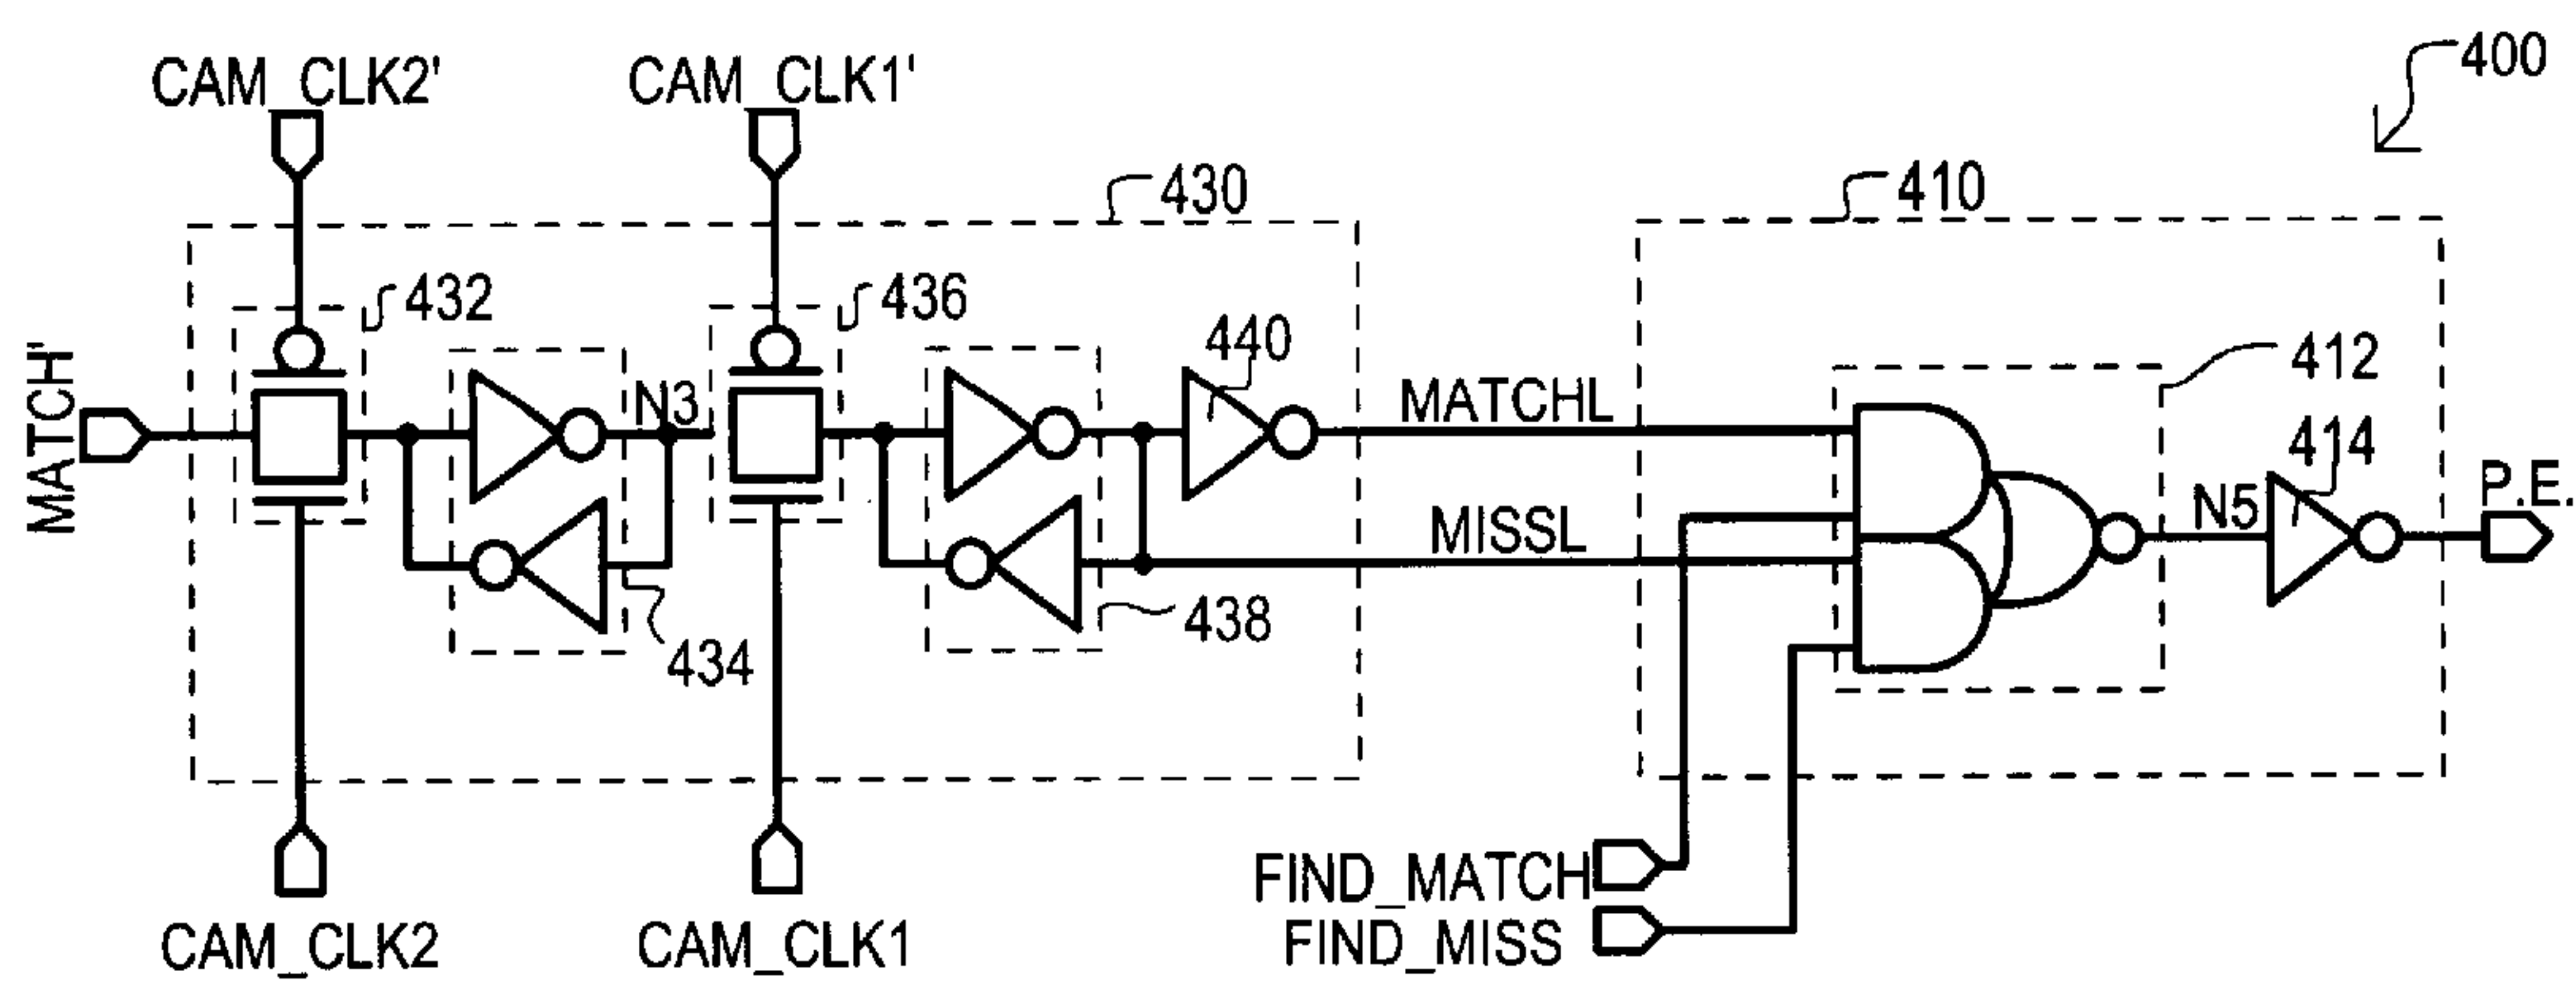 400
CAM_CLK2'
CAM_CLK1'
430
410
432
436
440
412
MATCH'
N3
MATCHL
414
P.E.
N5
MISSL
434
438
FIND_MATCH
FIND_MISS
CAM_CLK2
CAM_CLK1